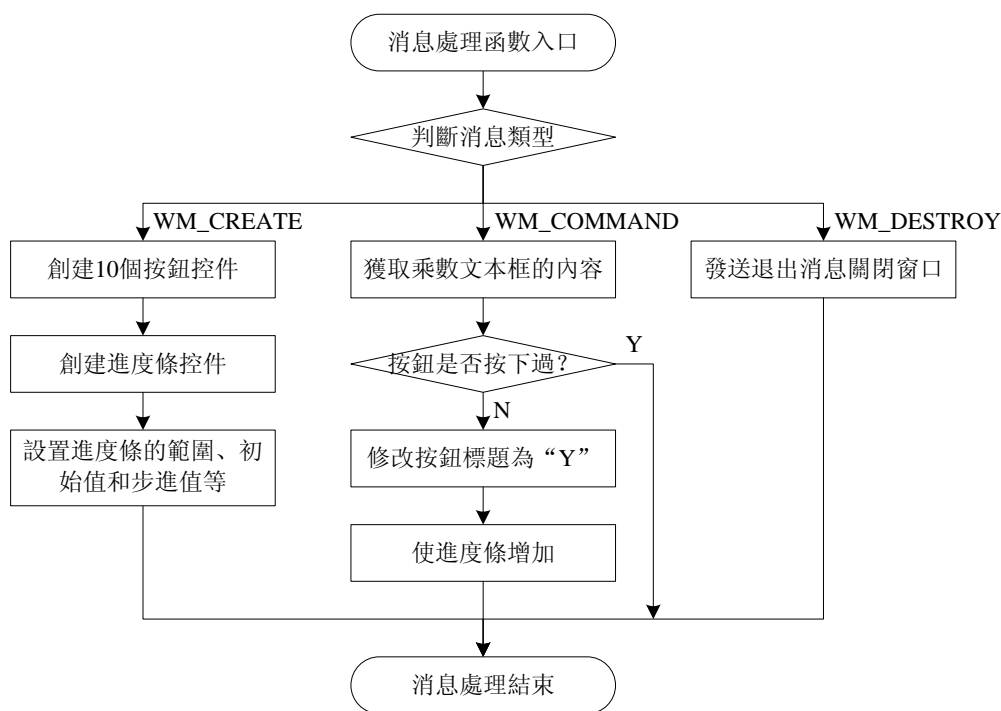 消息處理函數入口
判斷消息類型
WM_CREATE
WM_COMMAND
WM_DESTROY
創建10個按鈕控件
獲取乘數文本框的內容
發送退出消息關閉窗口
創建進度條控件
按鈕是否按下過?
Y
N
設置進度條的範圍、初
始值和步進值等
修改按鈕標題為“Y”
使進度條增加
消息處理結束